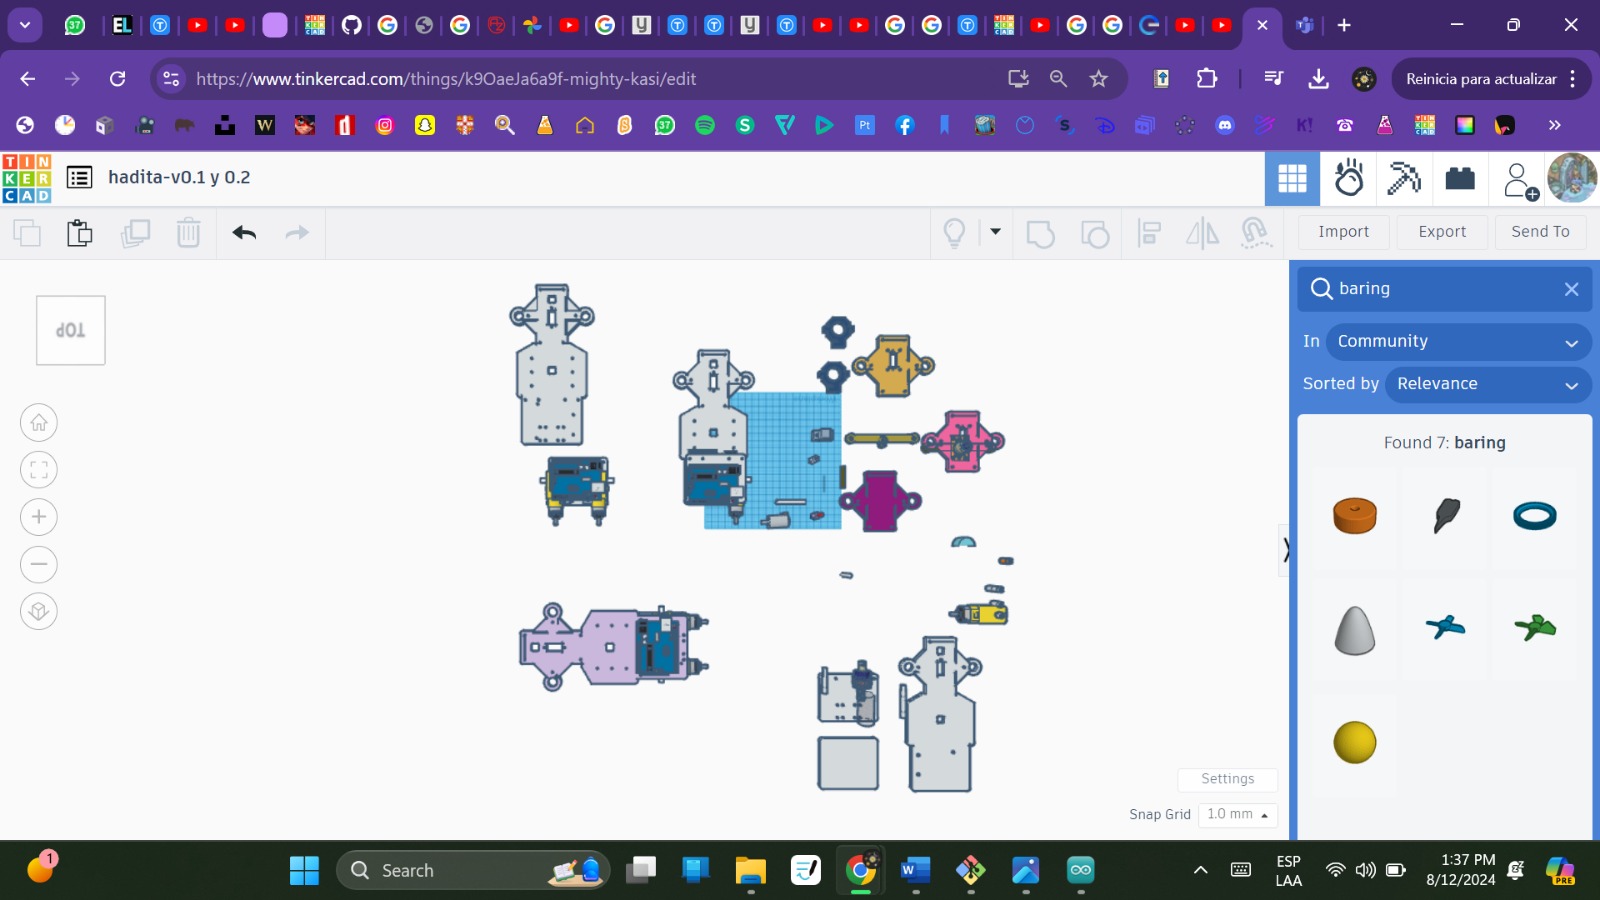 37
EL
https://www.tinkercad.com/things/k9OaeJa6a9f-mighty-kasi/edit
Reinicia para actualizar
W
37
S
Pt
K!
»
TIN
KER
CAD
hadita-v0.1 y 0.2
Import
Export
Send To
TOP
baring
In
Community
Sorted by
Relevance
Found 7: baring
Settings
Snap Grid
1.0 mm
1
Search
W
ESP
LAA
1:37 PM
8/12/2024
PRE